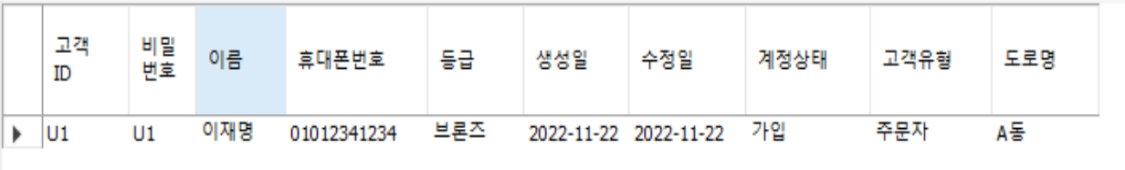 고객 ID 비밀 번호 이름 휴대폰번호 등급 생성일 수정일 계정상태 고객유형 도로명
U1 U1 이재명 01012341234 브론즈 2022-11-22 2022-11-22 가입 주문자 A동